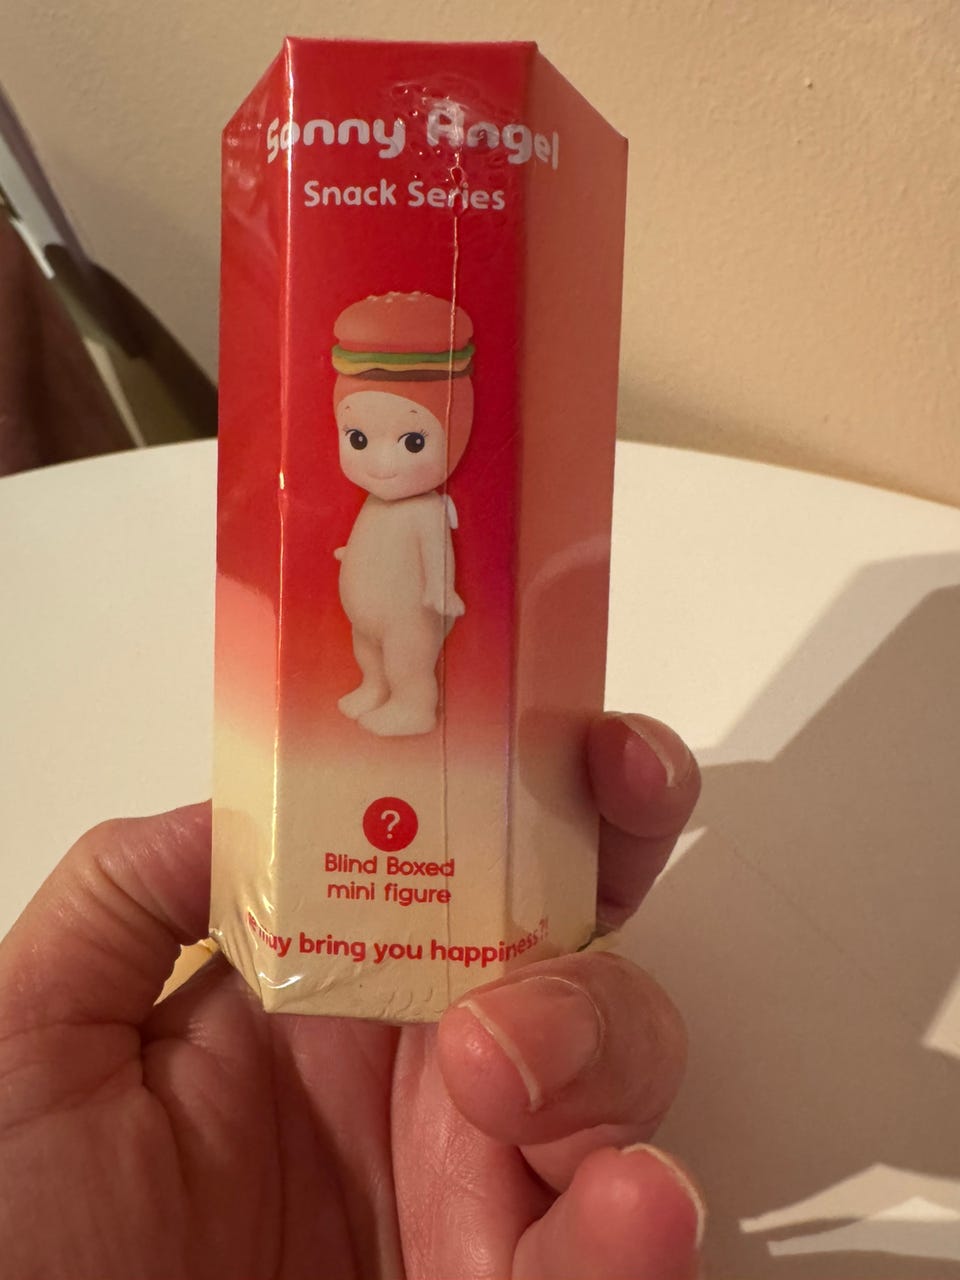 Sonny Angel
Snack Series
?
Blind Boxed
mini figure
may bring you happiness?!